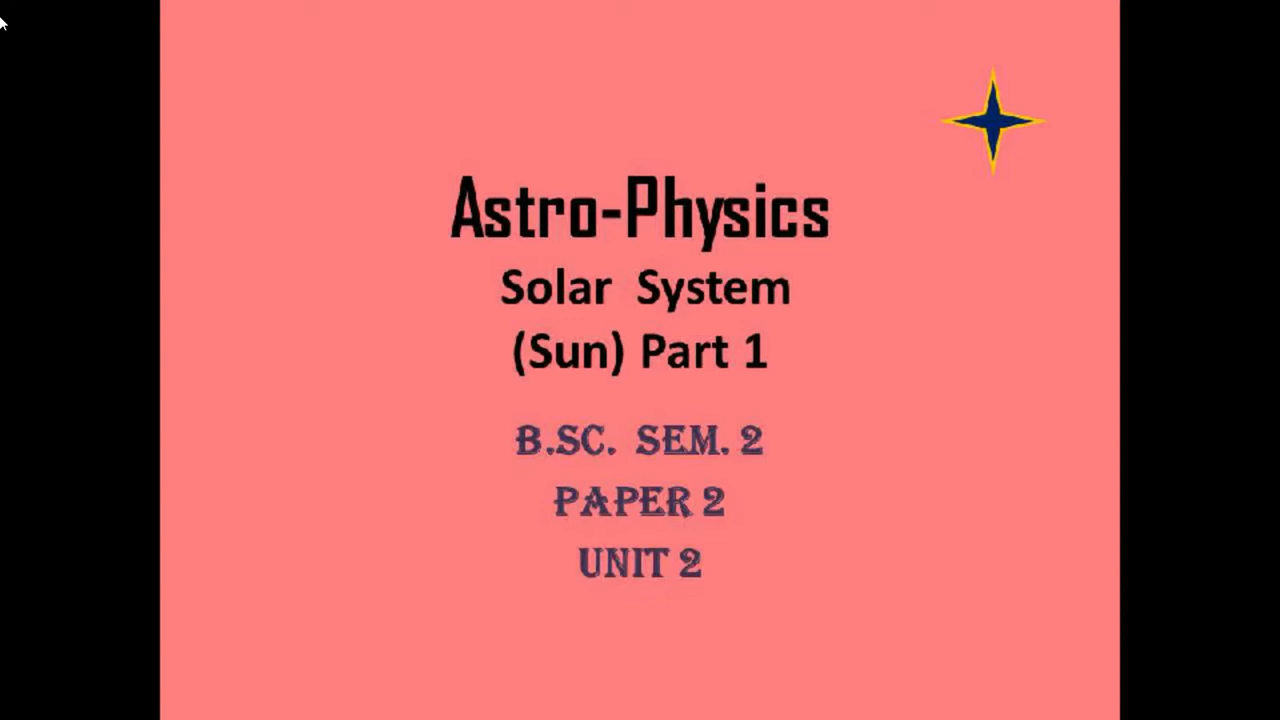 Astro-Physics
Solar System
(Sun) Part 1
B.SC. SEM. 2
PAPER 2
UNIT 2